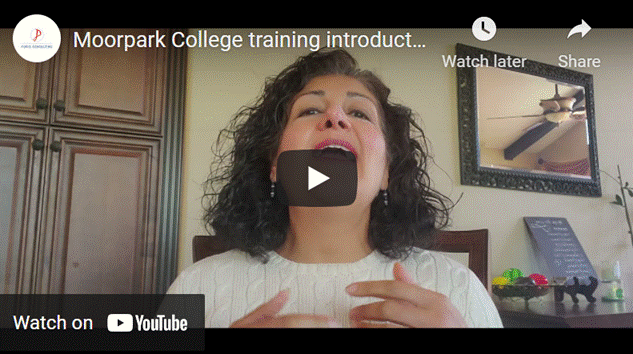 Moorpark College training introduct…
Watch later
Share
Watch on YouTube